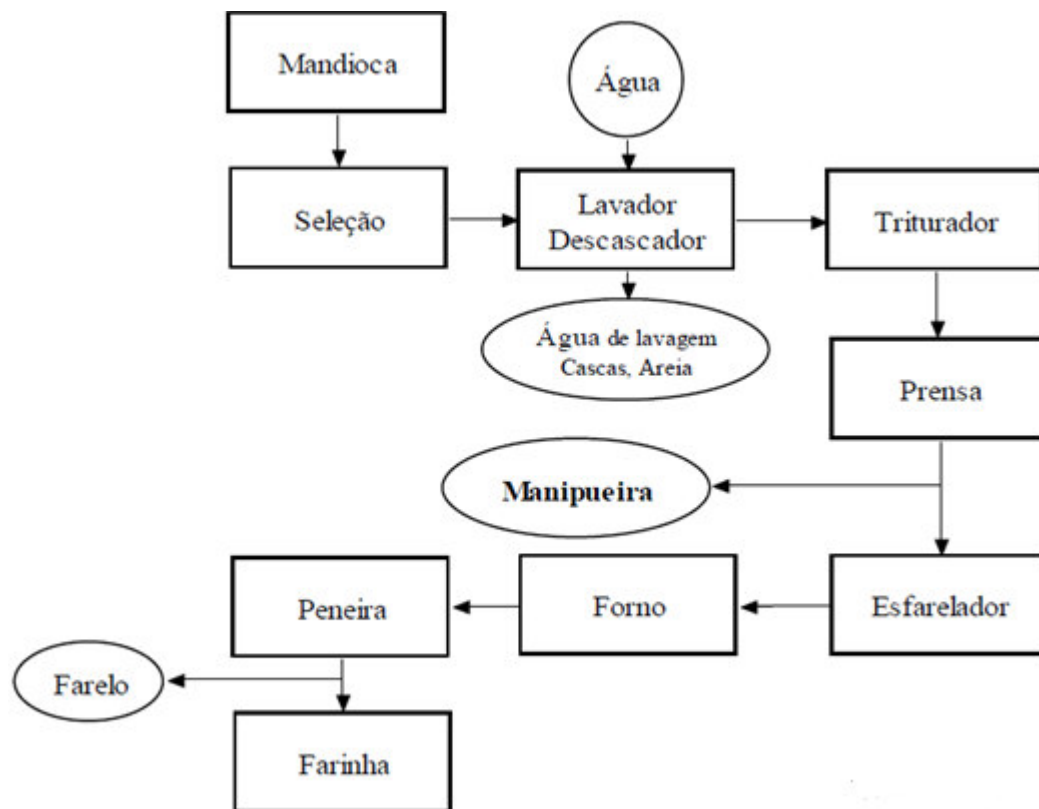 Mandioca
Água
Seleção
Lavador
Descascador
Triturador
Água de lavagem
Cascas, Areia
Prensa
Manipueira
Esfarelador
Forno
Peneira
Farelo
Farinha